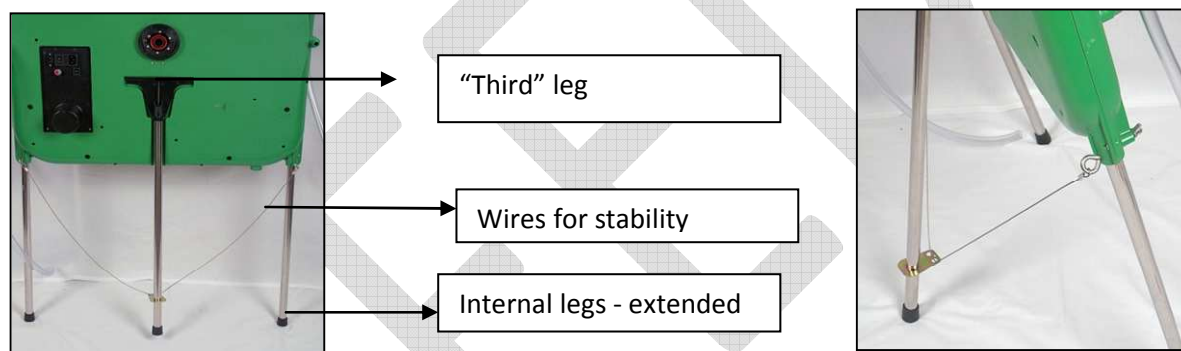 “Third” leg
Wires for stability
Internal legs - extended